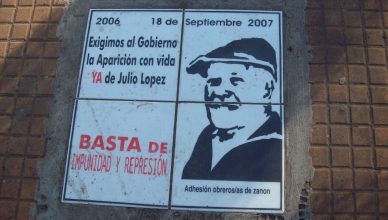 2006 18 de Septiembre 2007
Exigimos al Gobierno
la Aparición con vida
YA de Julio Lopez
BASTA DE
IMPUNIDAD Y REPRESIÓN
Adhesión obreros/as de zanon